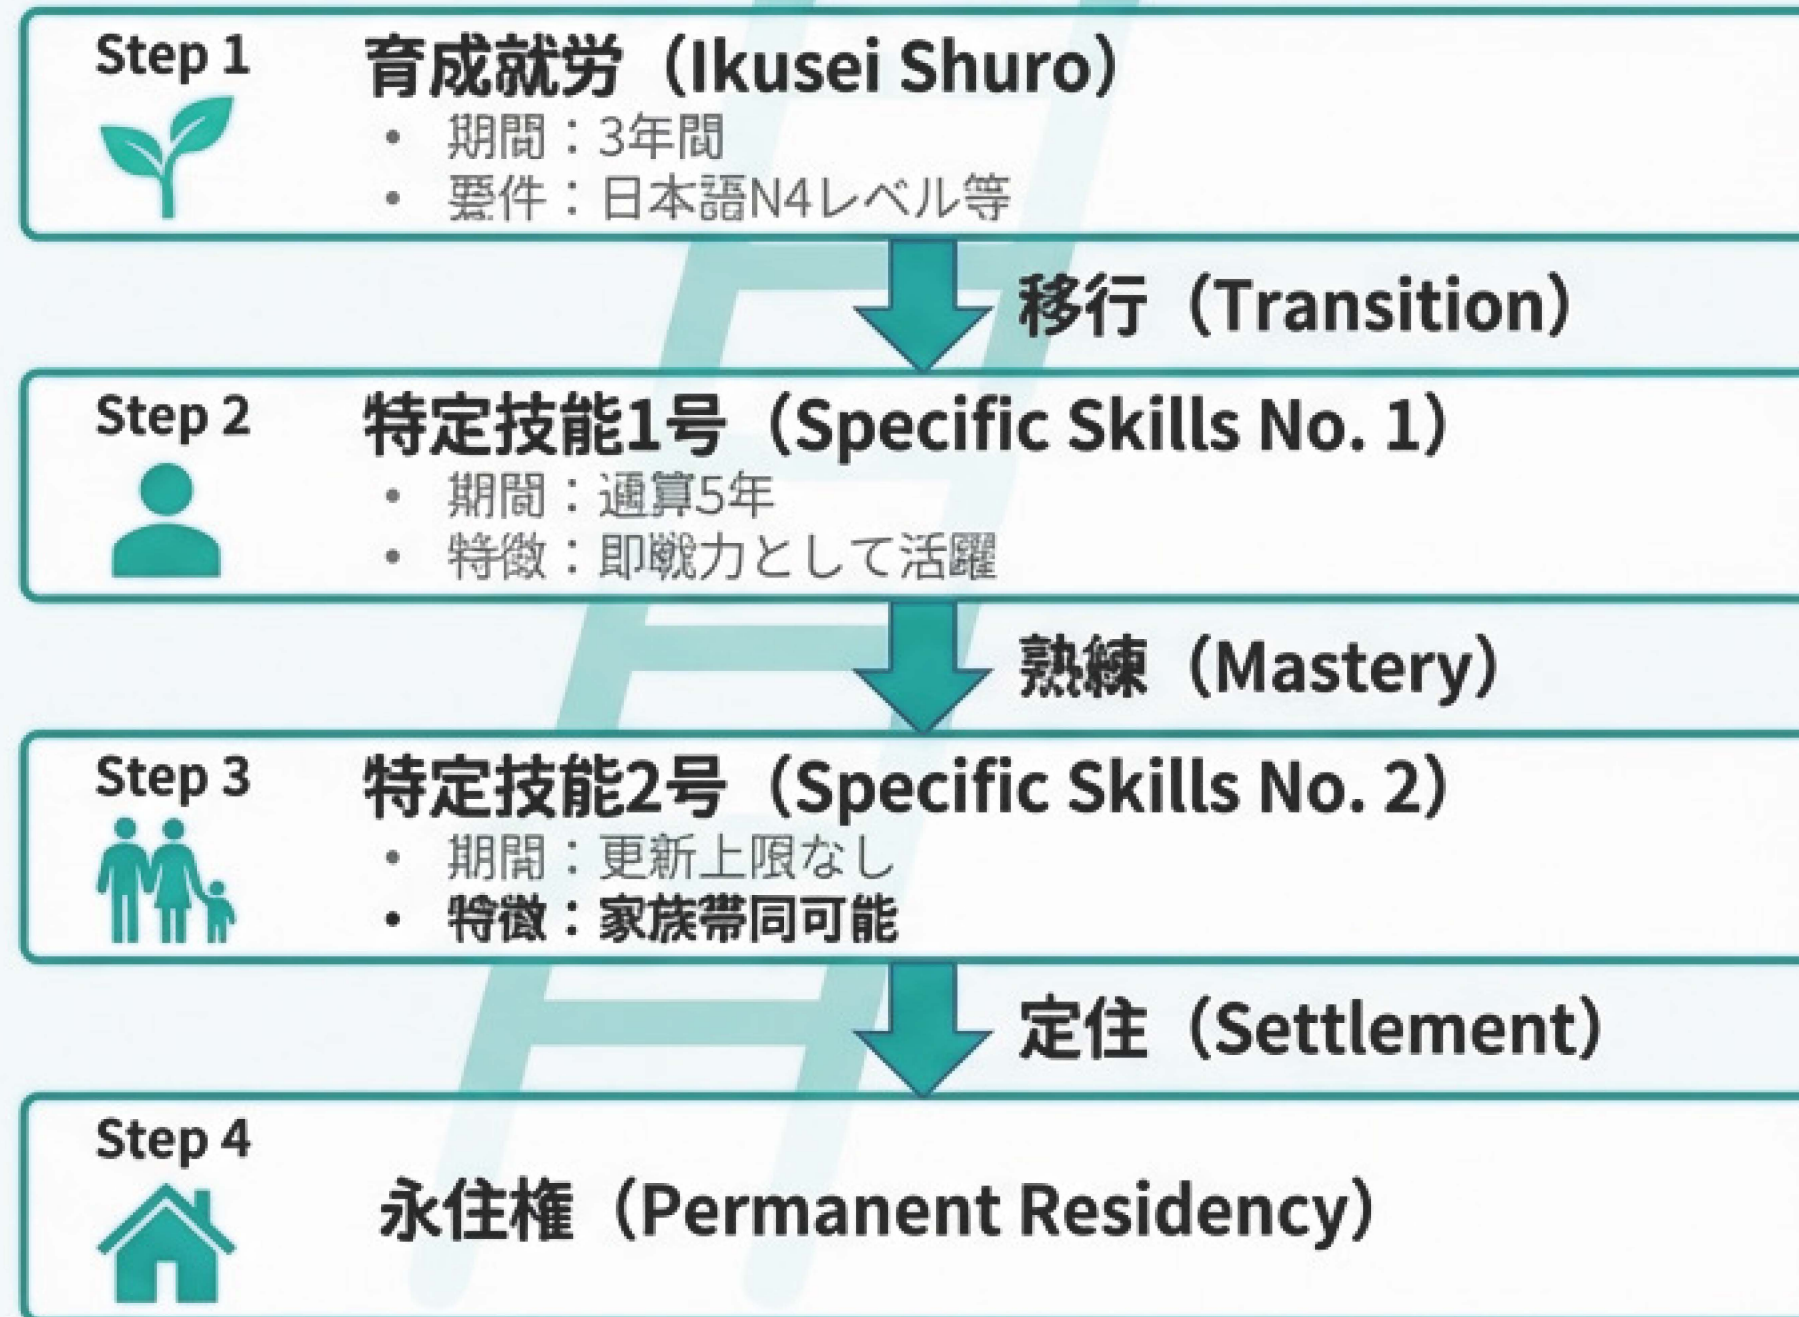 Step 1
育成就労（Ikusei Shuro）
• 期間：3年間
• 要件：日本語N4レベル等
移行（Transition）
Step 2
特定技能1号（Specific Skills No. 1）
• 期間：通算5年
• 特徴：即戦力として活躍
熟練（Mastery）
Step 3
特定技能2号（Specific Skills No. 2）
• 期間：更新上限なし
• 特徴：家族帯同可能
定住（Settlement）
Step 4
永住権（Permanent Residency）